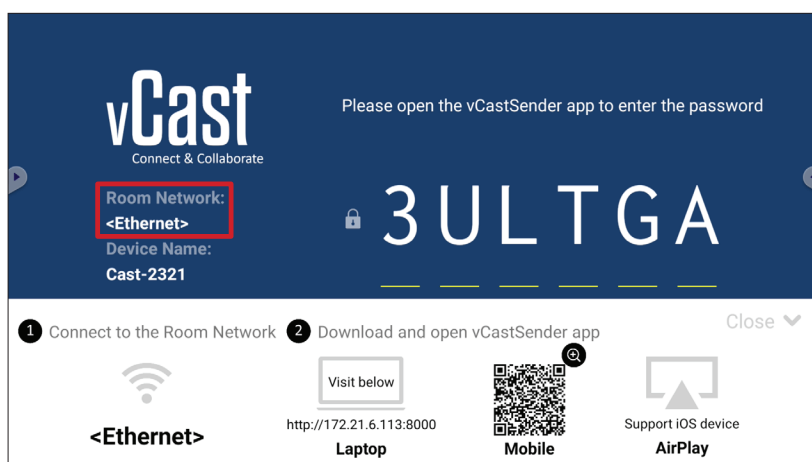 vCast
Connect & Collaborate
Please open the vCastSender app to enter the password
Room Network:
<Ethernet>
Device Name:
Cast-2321
3ULTGA
1 Connect to the Room Network
2 Download and open vCastSender app
Close
<Ethernet>
Visit below
http://172.21.6.113:8000
Laptop
Mobile
Support iOS device
AirPlay